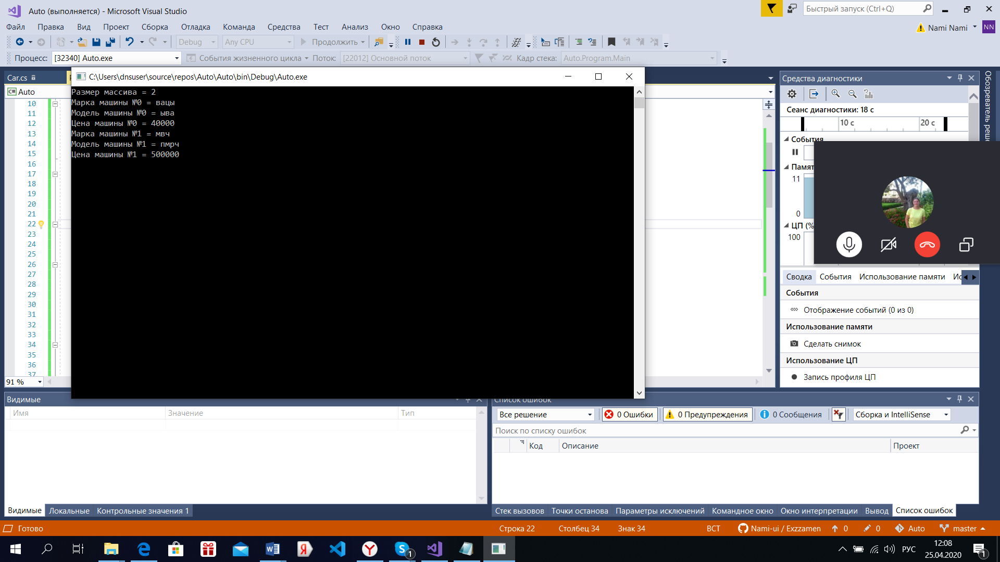 Auto (выполняется) - Microsoft Visual Studio
Быстрый запуск (Ctrl+Q)
Файл Правка Вид Проект Сборка Отладка Команда Средства Тест Анализ Окно Справка
Nami Nami NN
Debug Any CPU Продолжить
Процесс: [32340] Auto.exe События жизненного цикла Поток: [22012] Основной поток Кадр стека: Auto.Program.Main
Car.cs
C:\Users\dnsuser\source\repos\Auto\Auto\bin\Debug\Auto.exe
C# Auto
Размер массива = 2
Марка машины №0 = вацы
Модель машины №0 = ыва
Цена машины №0 = 40000
Марка машины №1 = мвч
Модель машины №1 = пмрч
Цена машины №1 = 500000
10
11
12
13
14
15
16
17
18
19
20
21
22
23
24
25
26
27
28
29
30
31
32
33
34
35
36
37
91 %
Средства диагностики
Сеанс диагностики: 18 с
10 с 20 с
События
Памят
11
0
ЦП (%
100
Сводка События Использование памяти Ис
События
Отображение событий (0 из 0)
Использование памяти
Сделать снимок
Использование ЦП
Запись профиля ЦП
Обозреватель реше
Видимые
Имя Значение Тип
Видимые Локальные Контрольные значения 1
Список ошибок
Все решение 0 Ошибки 0 Предупреждения 0 Сообщения Сборка и IntelliSense
Поиск по списку ошибок
Код Описание Проект
Стек вызовов Точки останова Параметры исключений Командное окно Окно интерпретации Вывод Список ошибок
Готово Строка 22 Столбец 34 Знак 34 ВСТ Nami-ui / Exzzamen 0 0 Auto master
1
РУС
12:08
25.04.2020
1